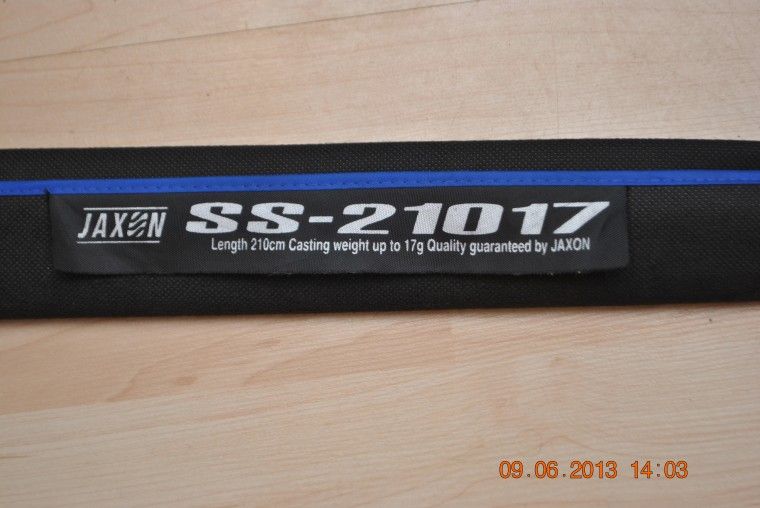 JAXON SS-21017
Length 210cm Casting weight up to 17g Quality guaranteed by JAXON
09.06.2013 14:03